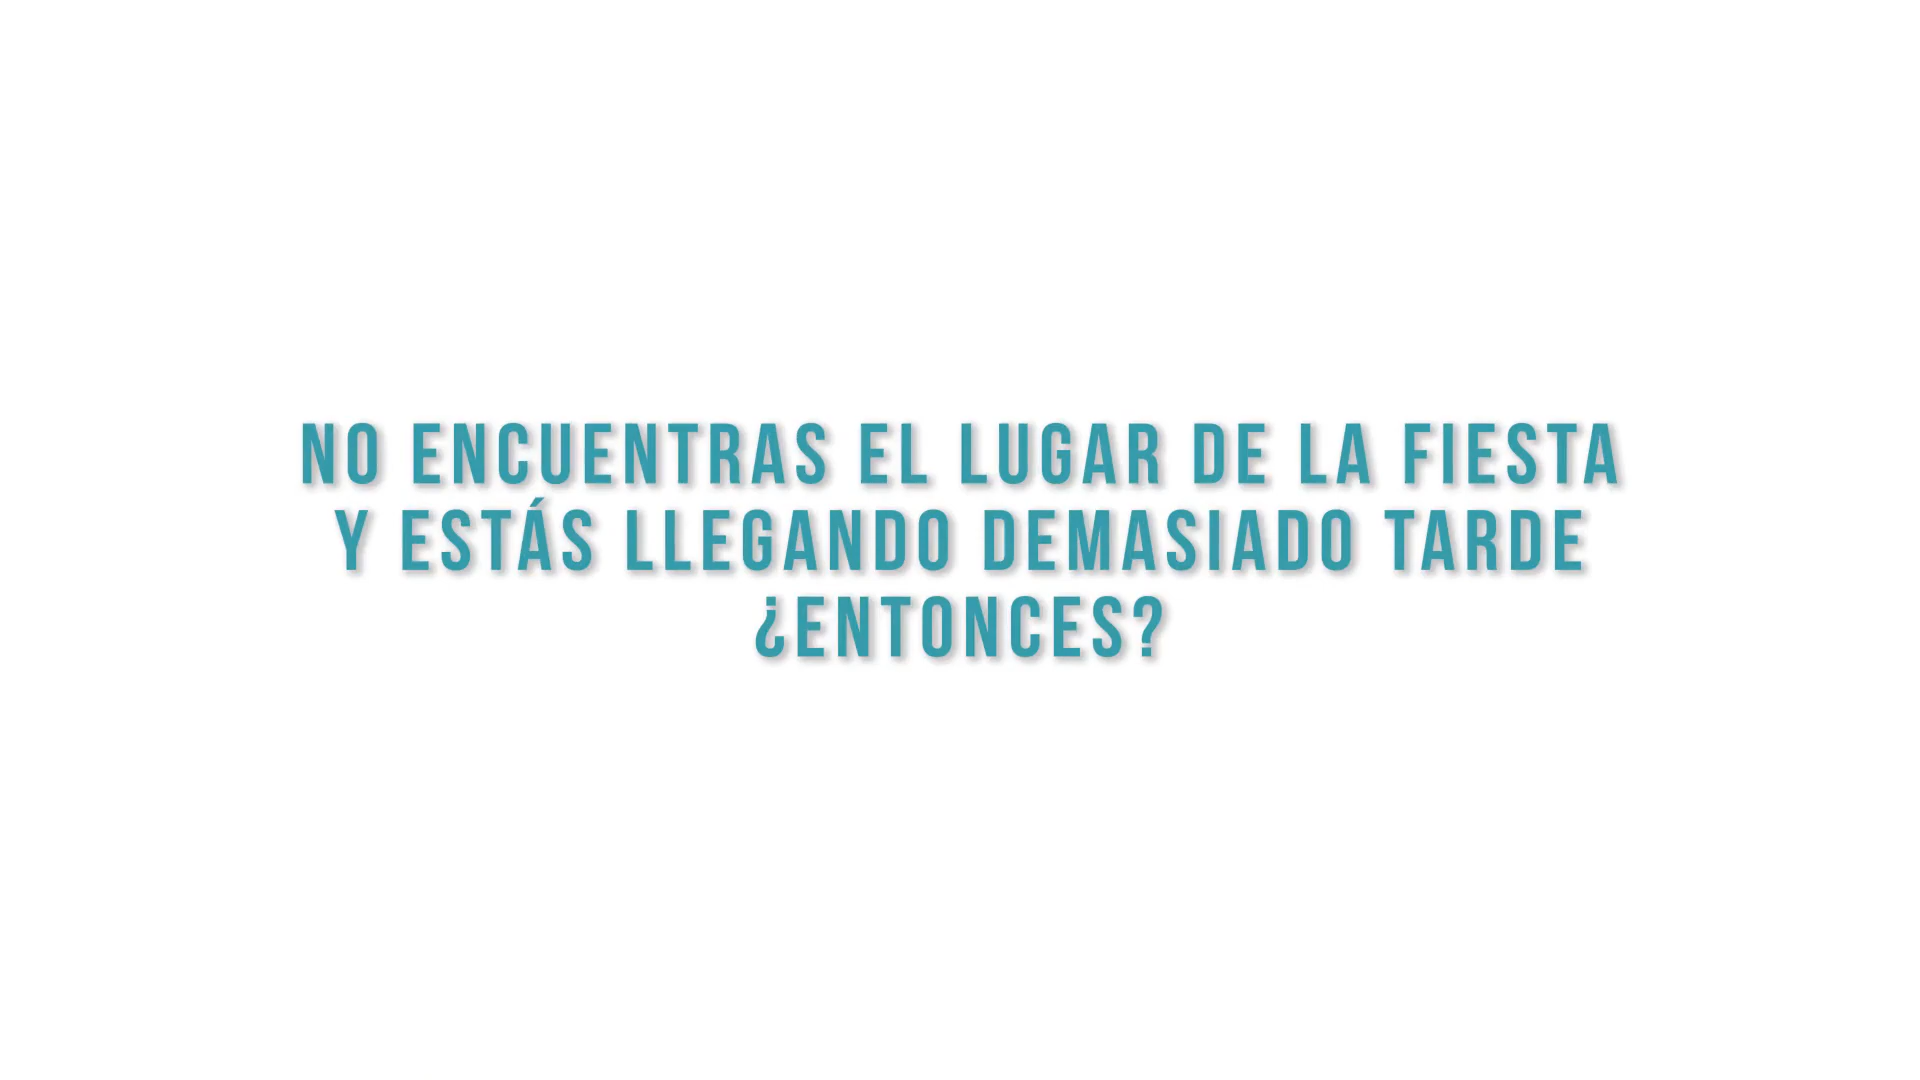 NO ENCUENTRAS EL LUGAR DE LA FIESTA
Y ESTÁS LLEGANDO DEMASIADO TARDE
¿ENTONCES?